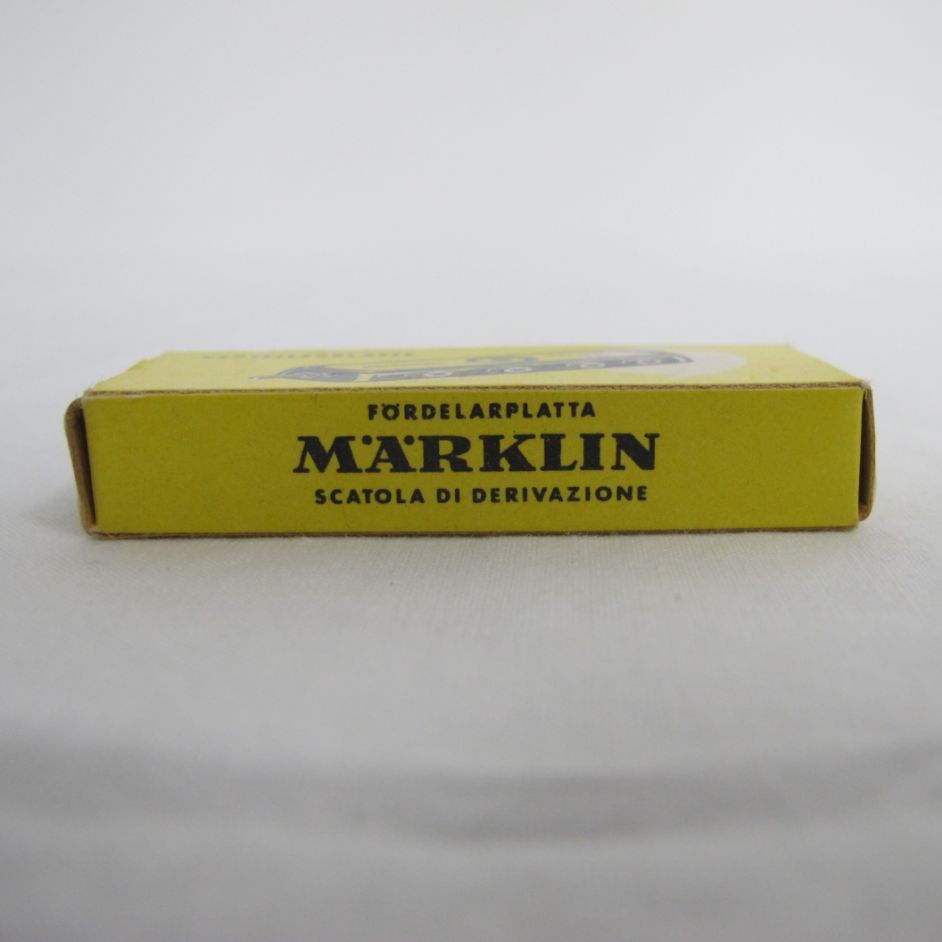 FÖRDELARPLATTA
MÄRKLIN
SCATOLA DI DERIVAZIONE